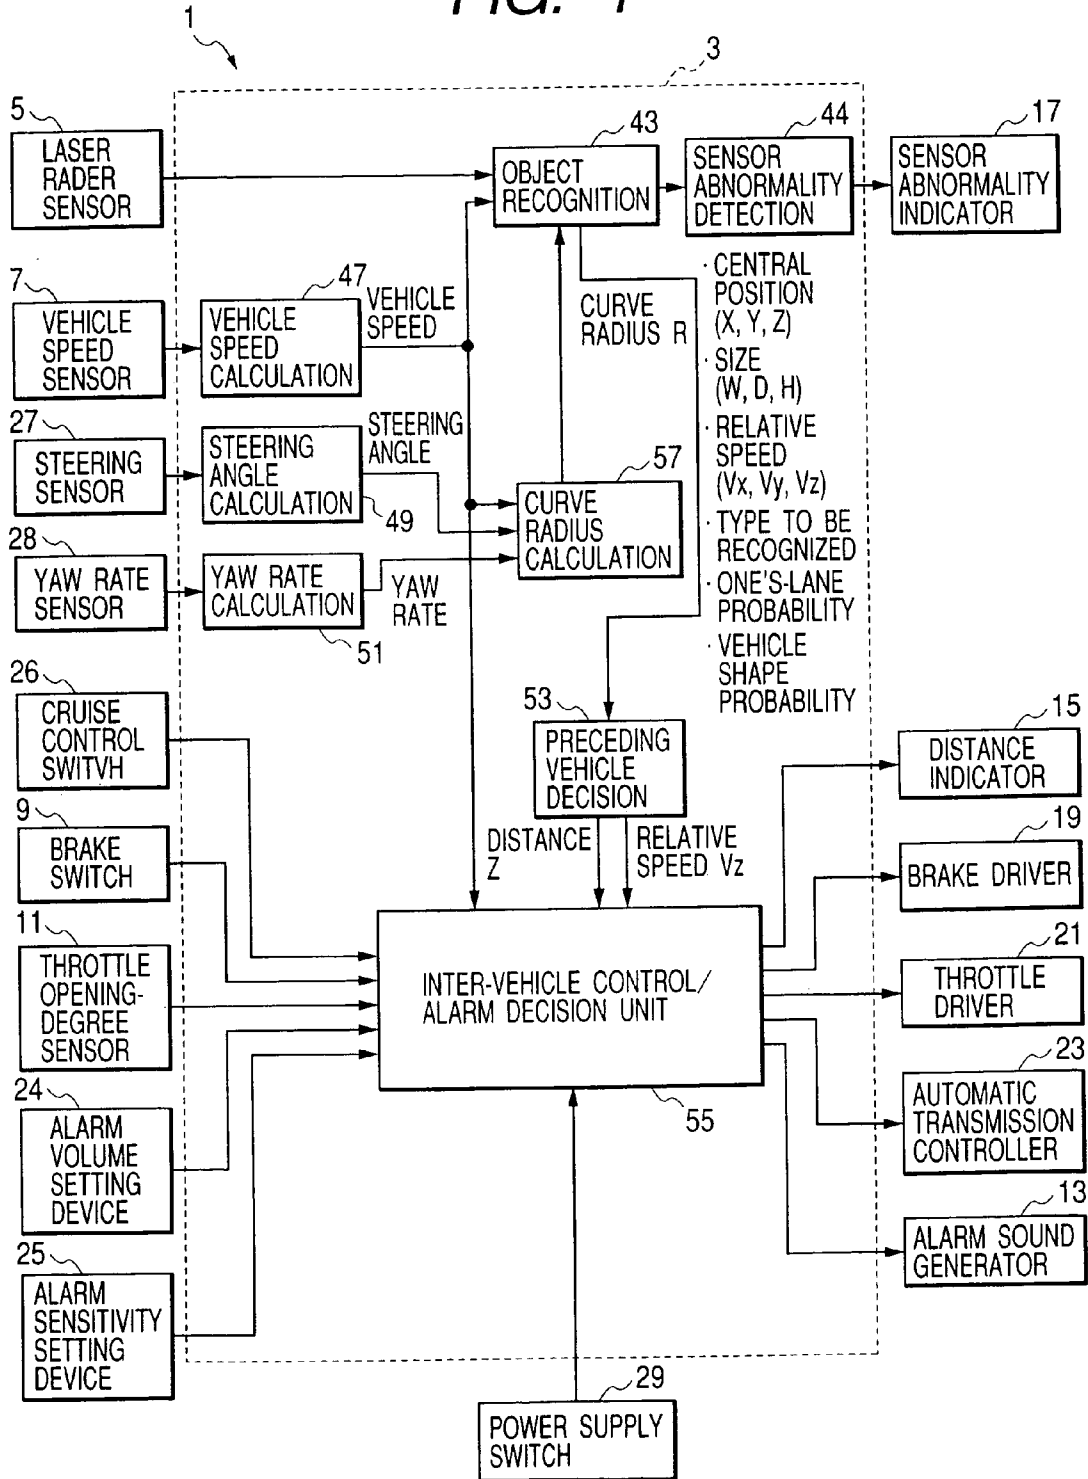 FIG. 1
1
3
5
LASER
RADER
SENSOR
43
OBJECT
RECOGNITION
44
SENSOR
ABNORMALITY
DETECTION
17
SENSOR
ABNORMALITY
INDICATOR
7
VEHICLE
SPEED
SENSOR
47
VEHICLE
SPEED
CALCULATION
VEHICLE
SPEED
CURVE
RADIUS R
· CENTRAL
POSITION
(X, Y, Z)
· SIZE
(W, D, H)
· RELATIVE
SPEED
(Vx, Vy, Vz)
· TYPE TO BE
RECOGNIZED
· ONE'S-LANE
PROBABILITY
· VEHICLE
SHAPE
PROBABILITY
27
STEERING
SENSOR
STEERING
ANGLE
CALCULATION
49
STEERING
ANGLE
57
CURVE
RADIUS
CALCULATION
28
YAW RATE
SENSOR
YAW RATE
CALCULATION
51
YAW
RATE
26
CRUISE
CONTROL
SWITVH
53
PRECEDING
VEHICLE
DECISION
15
DISTANCE
INDICATOR
9
BRAKE
SWITCH
DISTANCE
Z
RELATIVE
SPEED Vz
19
BRAKE DRIVER
11
THROTTLE
OPENING-
DEGREE
SENSOR
INTER-VEHICLE CONTROL/
ALARM DECISION UNIT
55
21
THROTTLE
DRIVER
24
ALARM
VOLUME
SETTING
DEVICE
23
AUTOMATIC
TRANSMISSION
CONTROLLER
25
ALARM
SENSITIVITY
SETTING
DEVICE
13
ALARM SOUND
GENERATOR
29
POWER SUPPLY
SWITCH